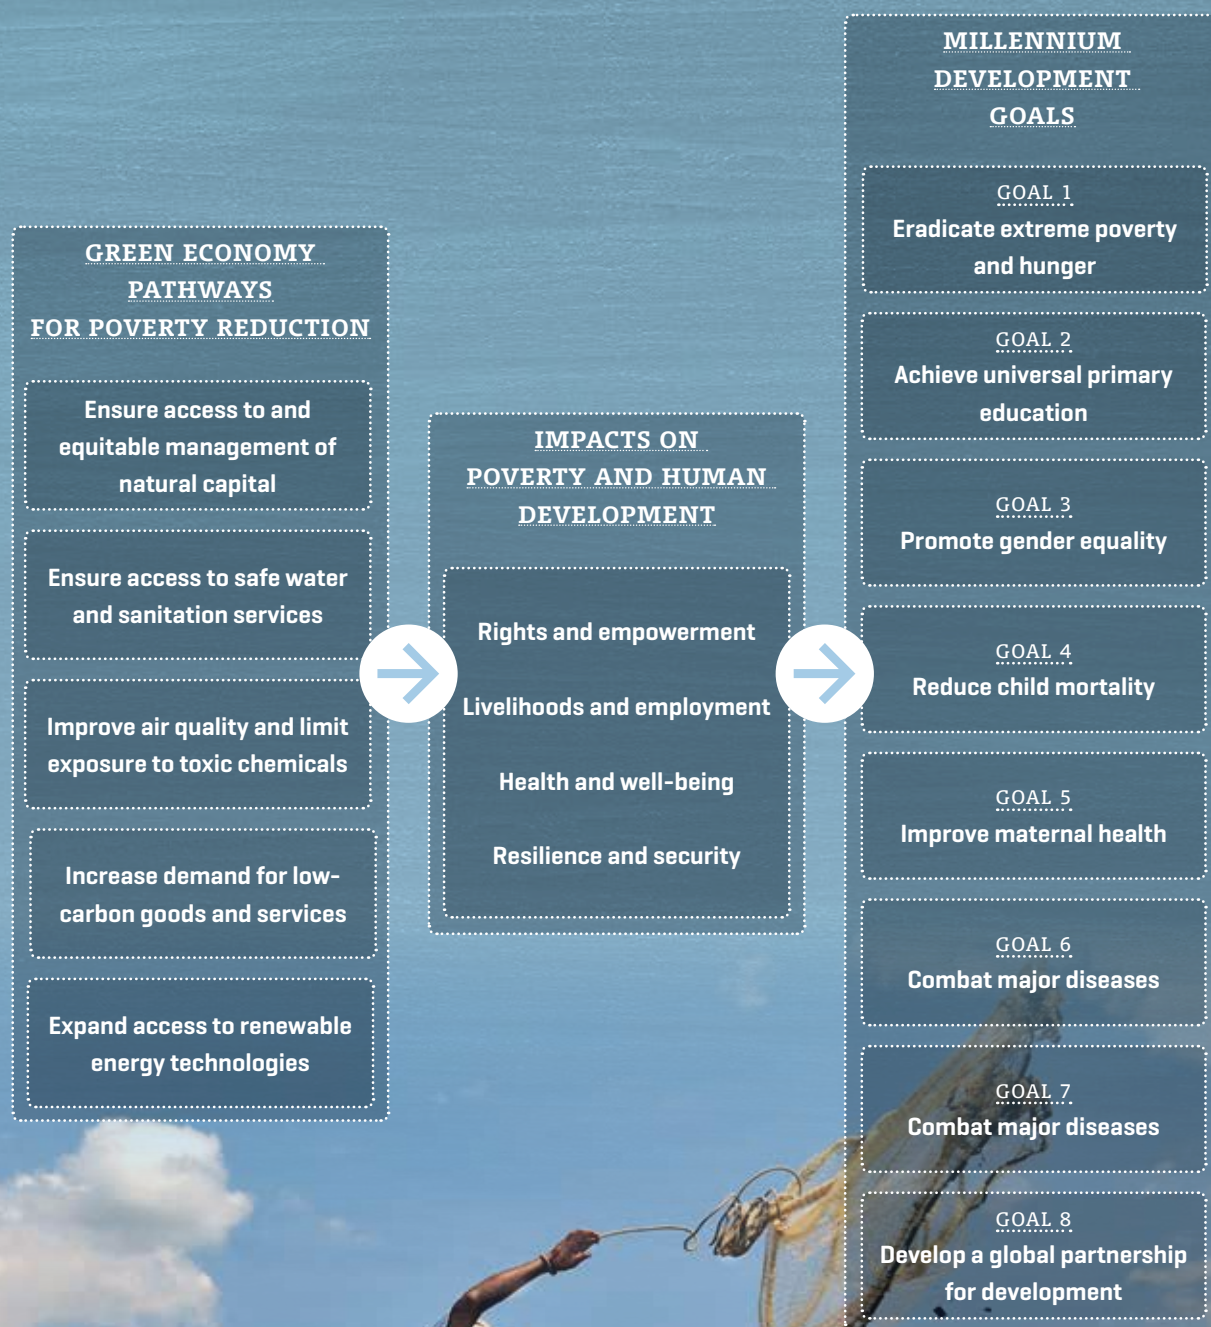 GREEN ECONOMY
PATHWAYS
FOR POVERTY REDUCTION
Ensure access to and
equitable management of
natural capital
Ensure access to safe water
and sanitation services
Improve air quality and limit
exposure to toxic chemicals
Increase demand for low-
carbon goods and services
Expand access to renewable
energy technologies
IMPACTS ON
POVERTY AND HUMAN
DEVELOPMENT
Rights and empowerment
Livelihoods and employment
Health and well-being
Resilience and security
MILLENNIUM
DEVELOPMENT
GOALS
GOAL 1
Eradicate extreme poverty
and hunger
GOAL 2
Achieve universal primary
education
GOAL 3
Promote gender equality
GOAL 4
Reduce child mortality
GOAL 5
Improve maternal health
GOAL 6
Combat major diseases
GOAL 7
Combat major diseases
GOAL 8
Develop a global partnership
for development